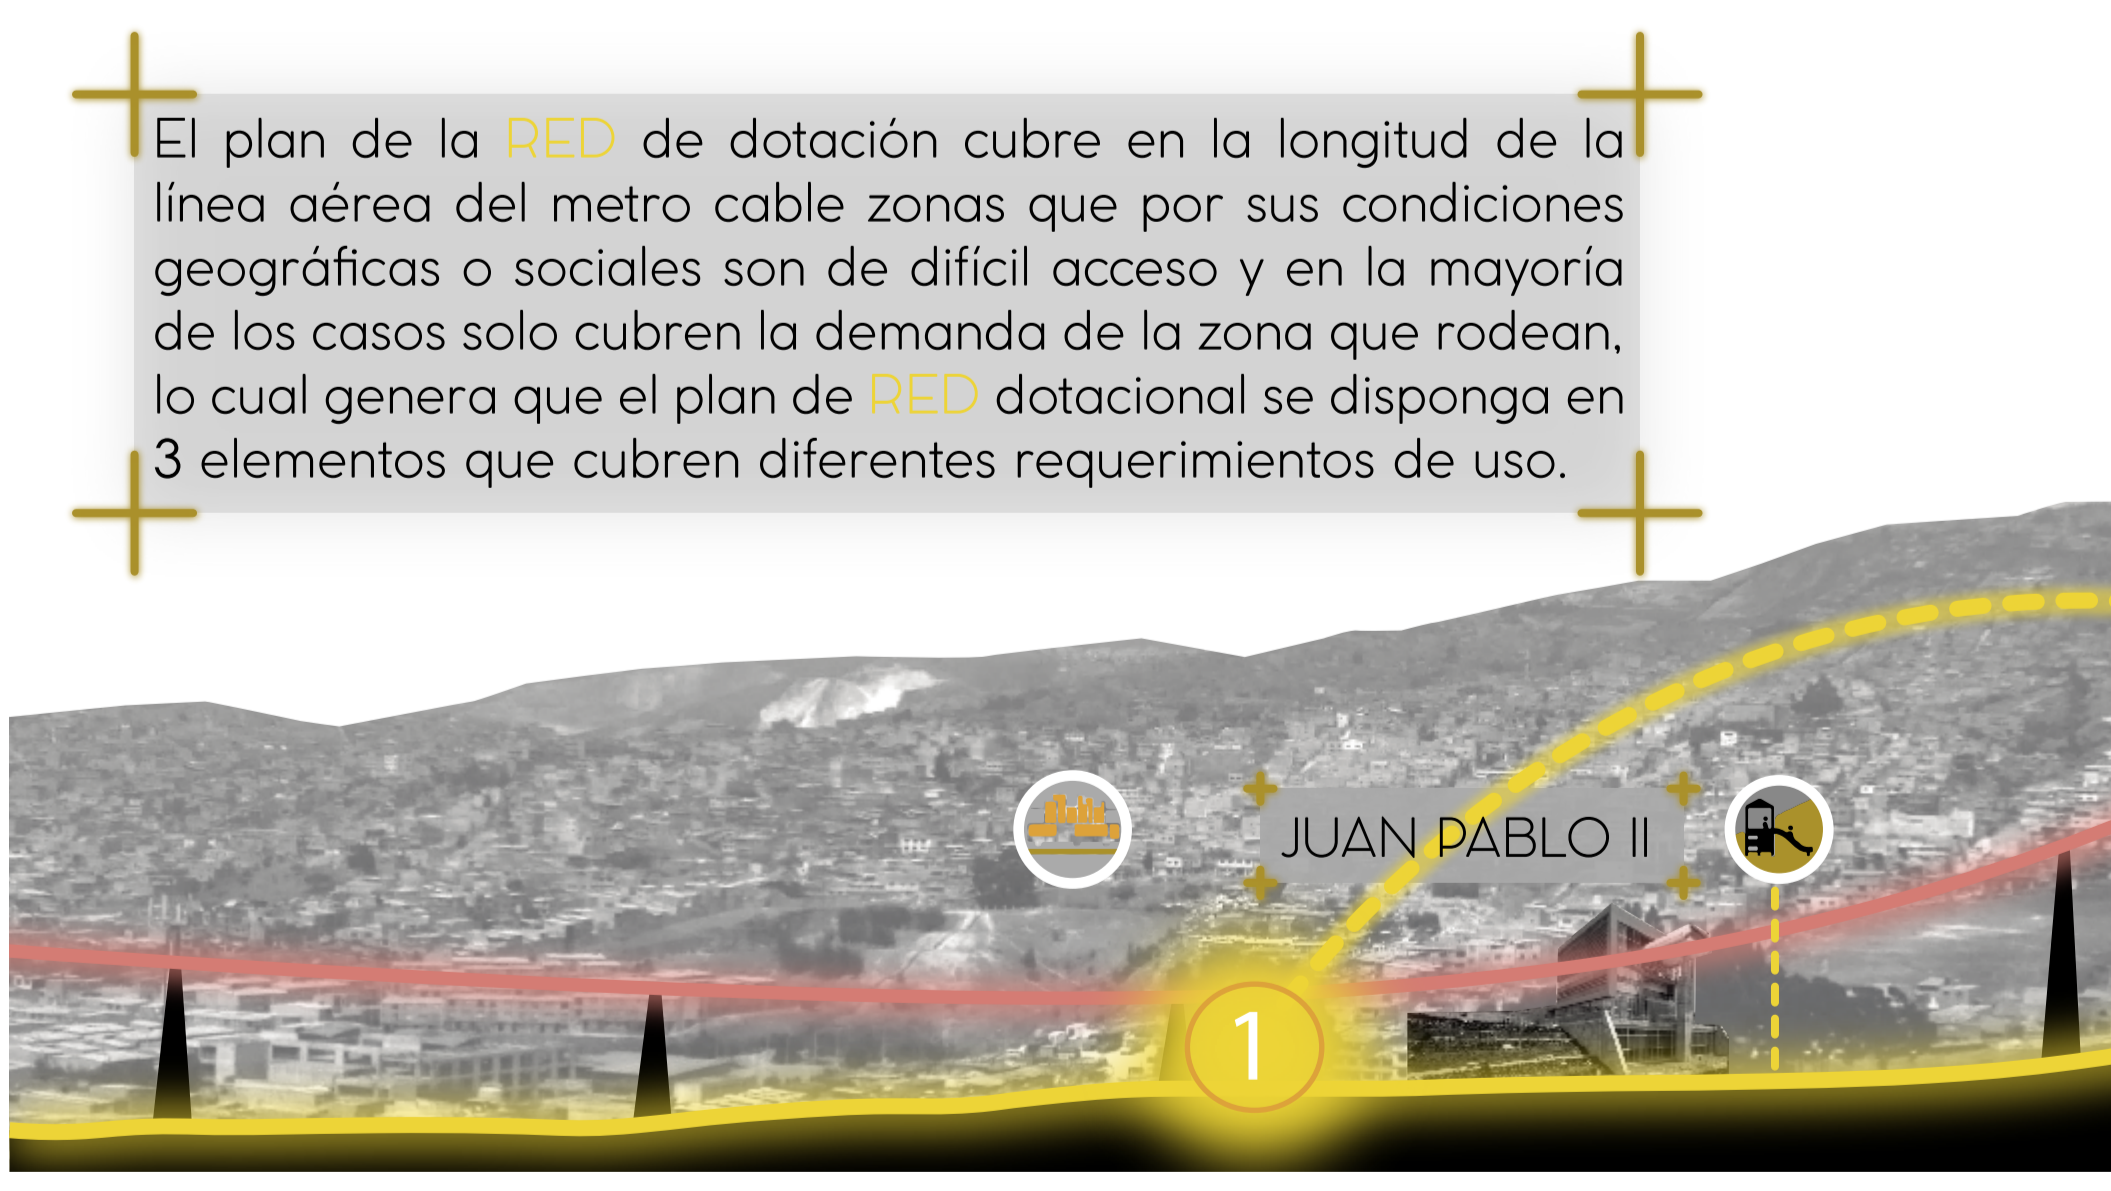 El plan de la RED de dotación cubre en la longitud de la
línea aérea del metro cable zonas que por sus condiciones
geográficas o sociales son de difícil acceso y en la mayoría
de los casos solo cubren la demanda de la zona que rodean,
lo cual genera que el plan de RED dotacional se disponga en
3 elementos que cubren diferentes requerimientos de uso.
JUAN PABLO II
1